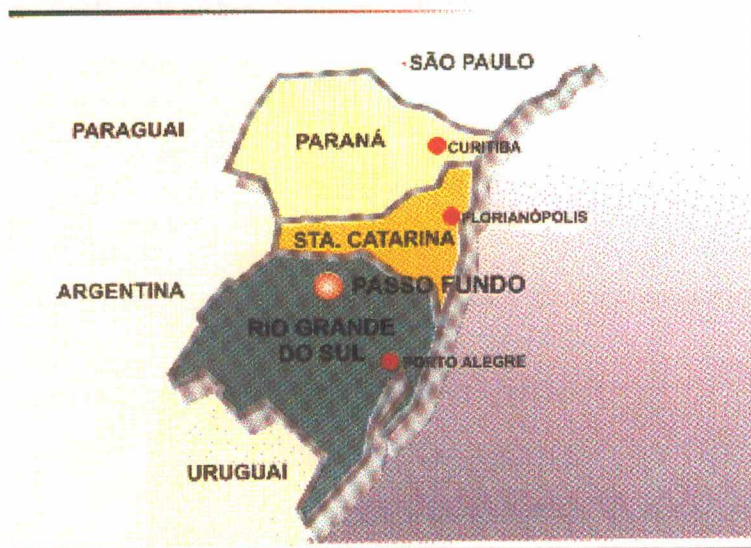 SÃO PAULO
PARAGUAI
PARANÁ
CURITIBA
FLORIANÓPOLIS
STA. CATARINA
ARGENTINA
PASSO FUNDO
RIO GRANDE
DO SUL
PORTO ALEGRE
URUGUAI